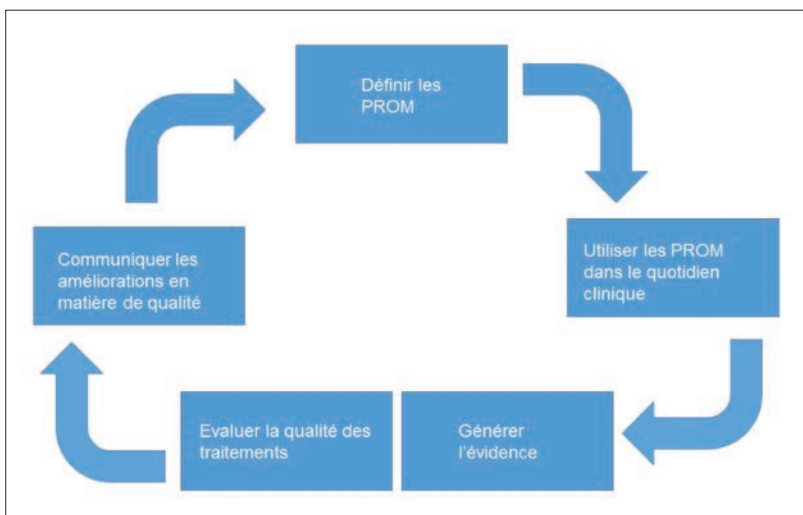 Définir les
PROM
Utiliser les PROM
dans le quotidien
clinique
Générer
l'évidence
Evaluer la qualité des
traitements
Communiquer les
améliorations en
matière de qualité